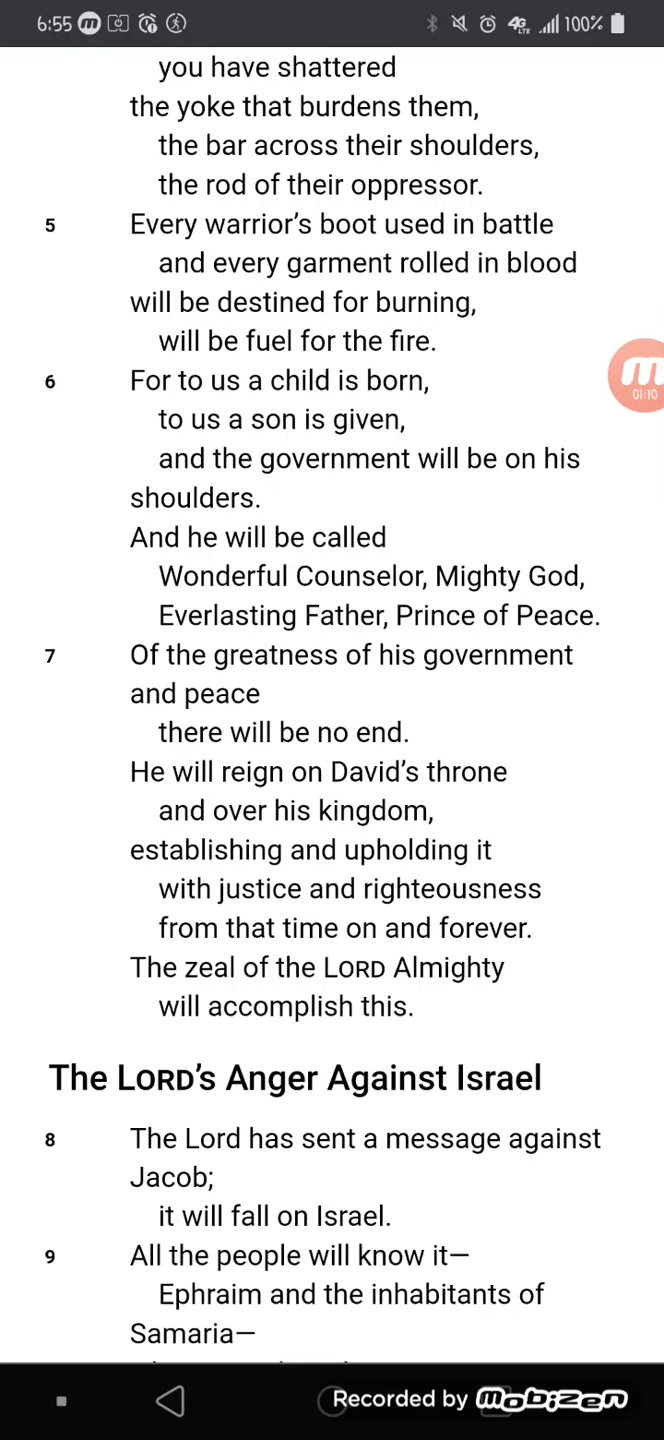 6:55
4G LTE 100%
you have shattered
the yoke that burdens them,
the bar across their shoulders,
the rod of their oppressor.
5 Every warrior’s boot used in battle
and every garment rolled in blood
will be destined for burning,
will be fuel for the fire.
6 For to us a child is born,
to us a son is given,
and the government will be on his
shoulders.
And he will be called
Wonderful Counselor, Mighty God,
Everlasting Father, Prince of Peace.
7 Of the greatness of his government
and peace
there will be no end.
He will reign on David’s throne
and over his kingdom,
establishing and upholding it
with justice and righteousness
from that time on and forever.
The zeal of the LORD Almighty
will accomplish this.
The LORD’s Anger Against Israel
8 The Lord has sent a message against
Jacob;
it will fall on Israel.
9 All the people will know it—
Ephraim and the inhabitants of
Samaria—
m
01:10
Recorded by mobizen